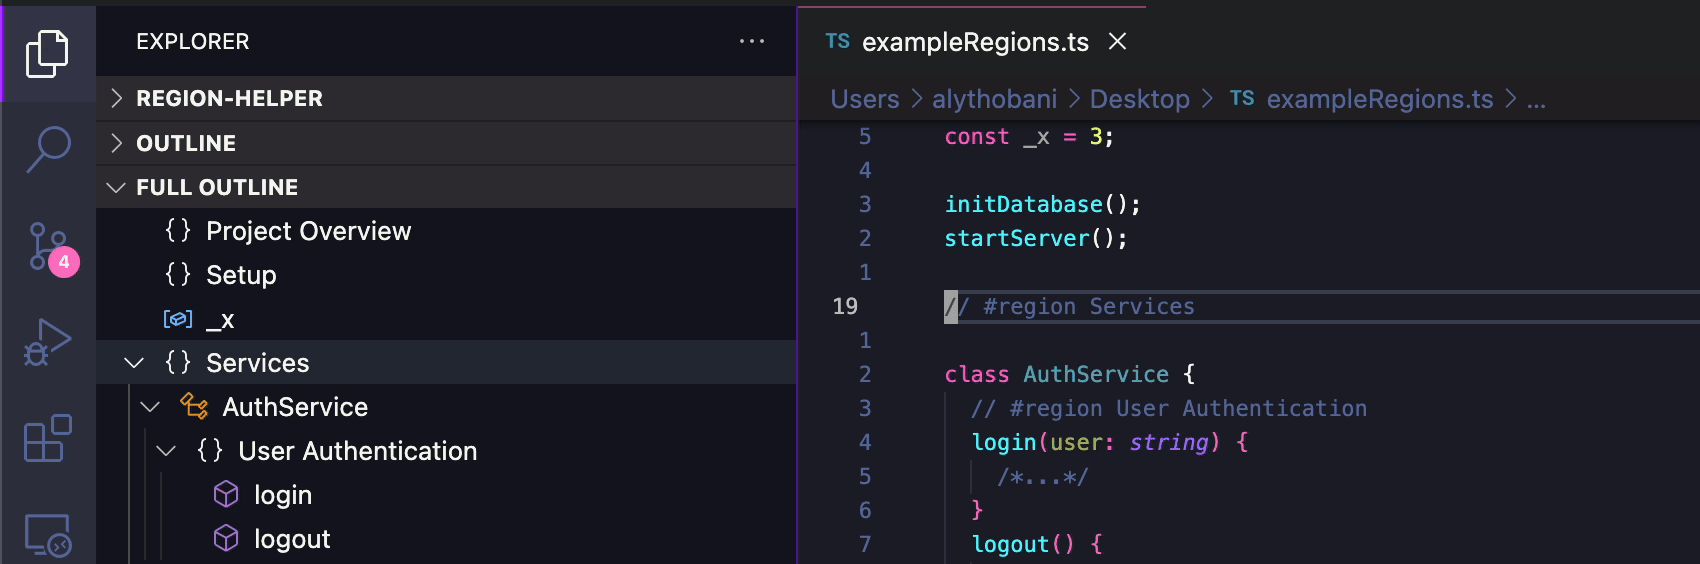 EXPLORER
REGION-HELPER
OUTLINE
FULL OUTLINE
{} Project Overview
{} Setup
_x
{} Services
AuthService
{} User Authentication
login
logout
4
TS exampleRegions.ts
Users > alythobani > Desktop > TS exampleRegions.ts > ...
5 const _x = 3;
4
3 initDatabase();
2 startServer();
1
19 // #region Services
1
2 class AuthService {
3 // #region User Authentication
4 login(user: string) {
5 /*...*/
6 }
7 logout() {